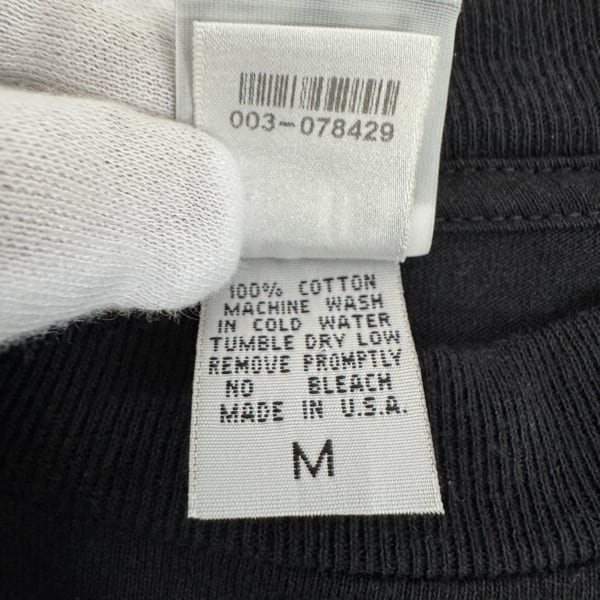 003-078429
100% COTTON
MACHINE WASH
IN COLD WATER
TUMBLE DRY LOW
REMOVE PROMPTLY
NO BLEACH
MADE IN U.S.A.
M